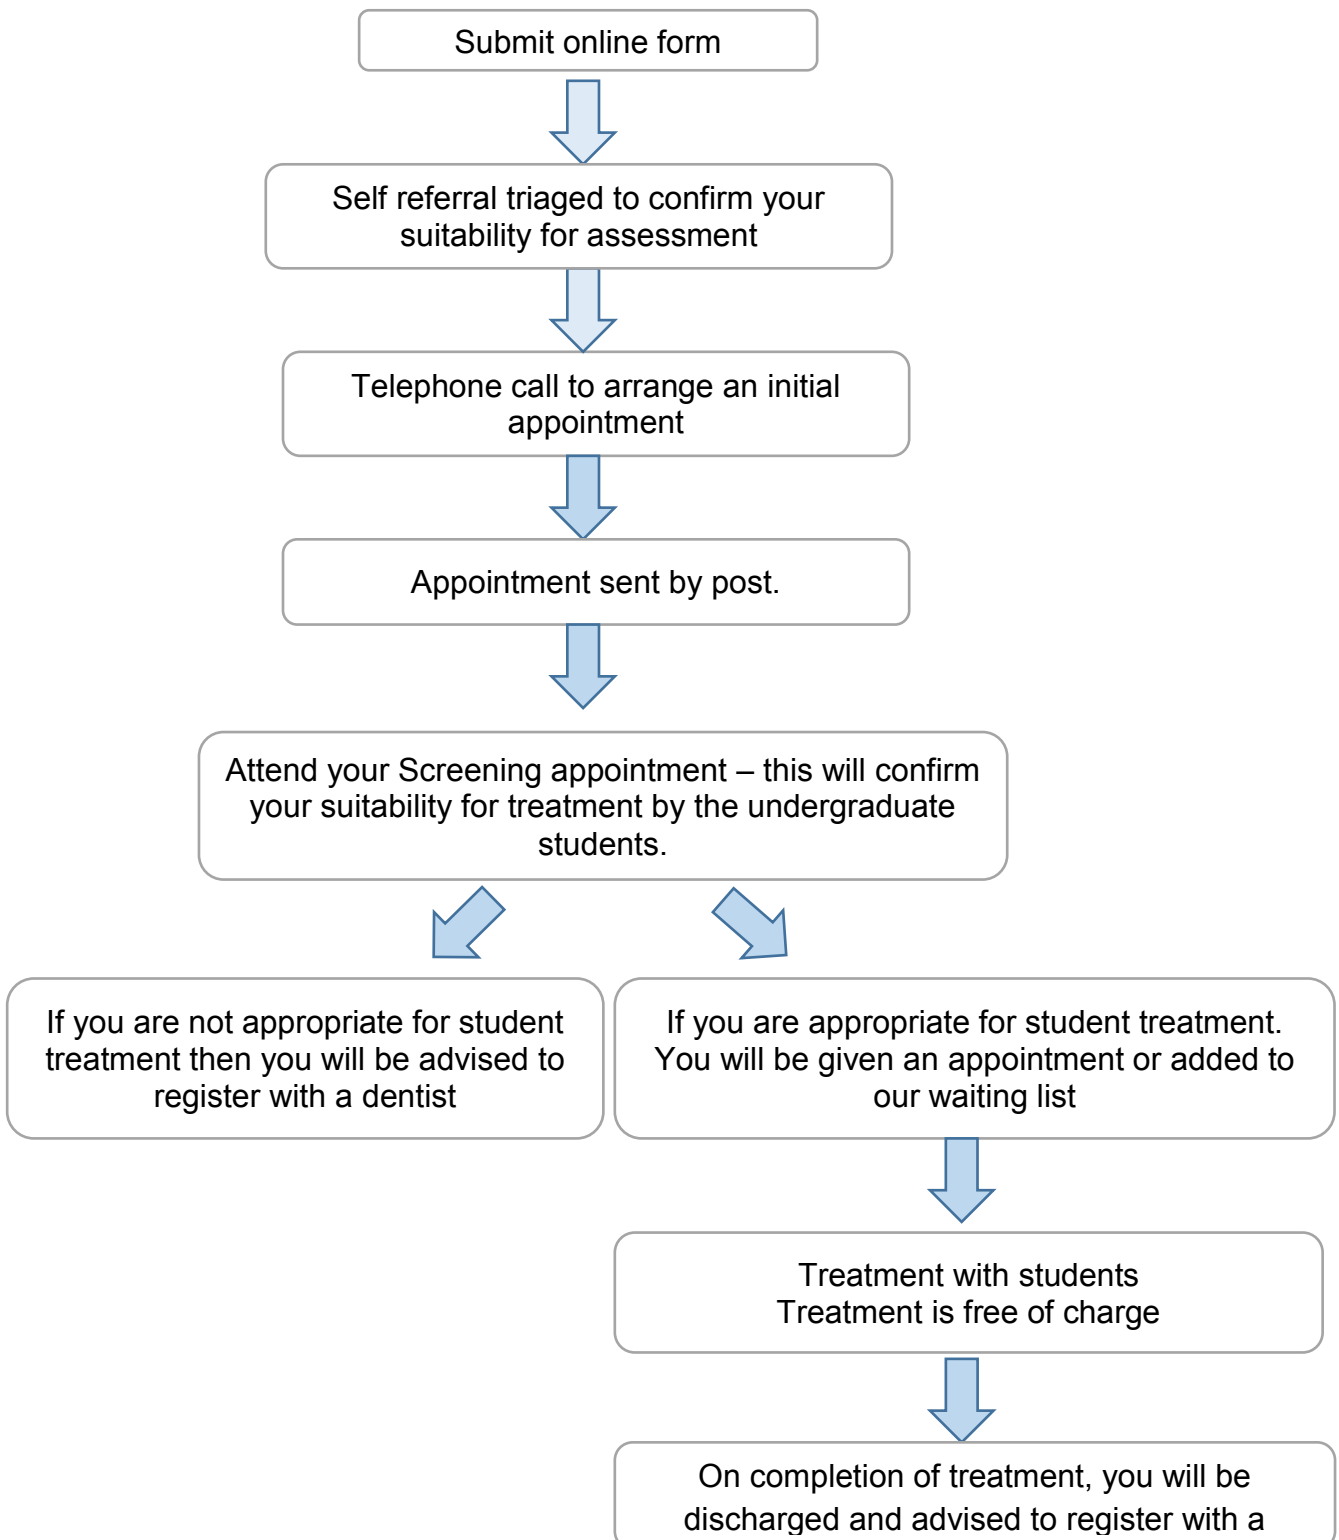 Submit online form
Self referral triaged to confirm your
suitability for assessment
Telephone call to arrange an initial
appointment
Appointment sent by post.
Attend your Screening appointment – this will confirm
your suitability for treatment by the undergraduate
students.
If you are not appropriate for student
treatment then you will be advised to
register with a dentist
If you are appropriate for student treatment.
You will be given an appointment or added to
our waiting list
Treatment with students
Treatment is free of charge
On completion of treatment, you will be
discharged and advised to register with a